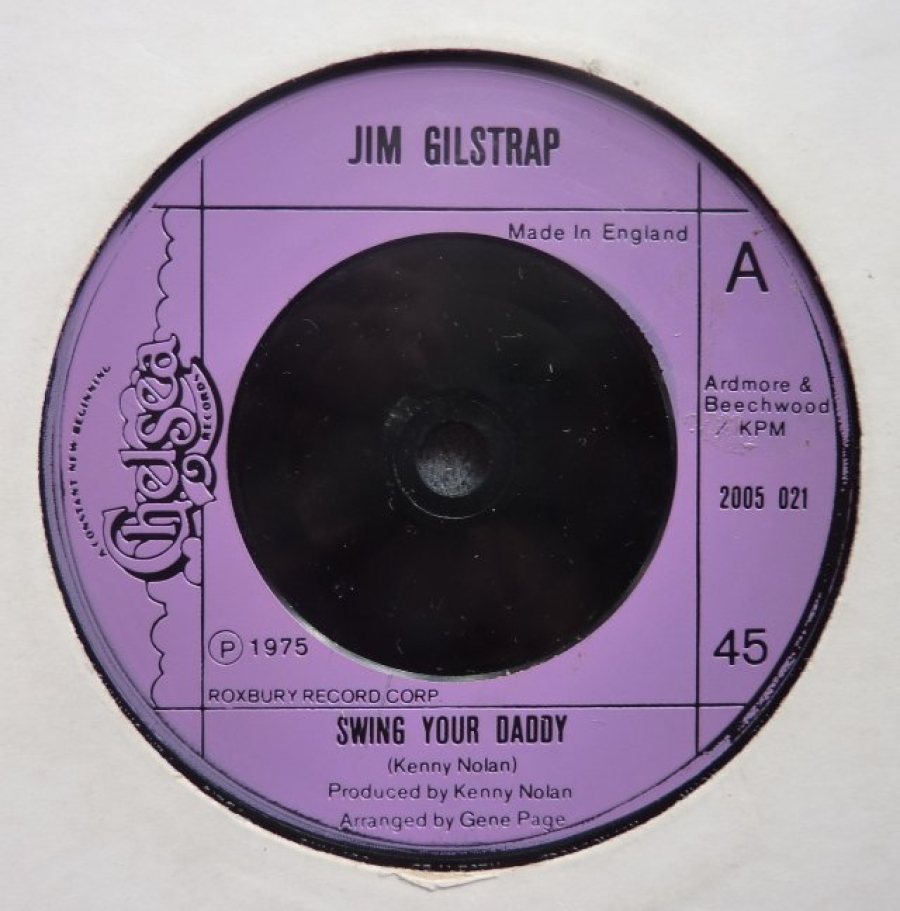 JIM GILSTRAP
Made In England
A
A CONSTANT NEW BEGINNING
Chelsea
RECORDS
Ardmore &
Beechwood
/ KPM
2005 021
℗ 1975
45
ROXBURY RECORD CORP.
SWING YOUR DADDY
(Kenny Nolan)
Produced by Kenny Nolan
Arranged by Gene Page